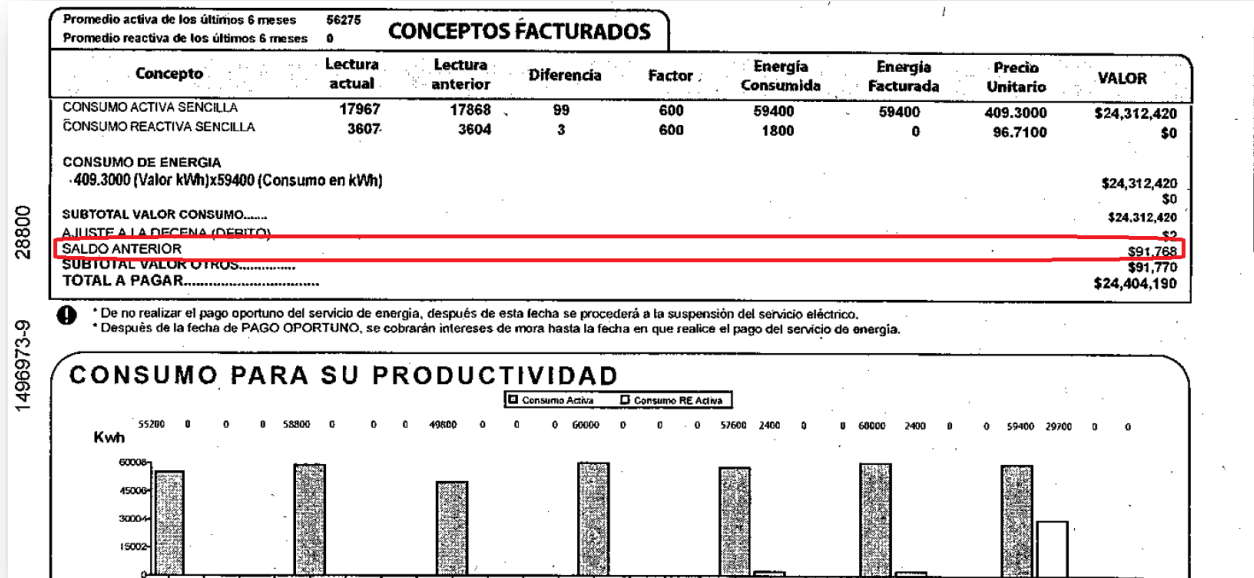 Promedio activa de los últimos 6 meses 56275
Promedio reactiva de los últimos 6 meses 0
CONCEPTOS FACTURADOS
Concepto Lectura actual Lectura anterior Diferencia Factor Energía Consumida Energía Facturada Precio Unitario VALOR
CONSUMO ACTIVA SENCILLA 17967 17868 99 600 59400 59400 409.3000 $24,312,420
CONSUMO REACTIVA SENCILLA 3607 3604 3 600 1800 0 96.7100 $0
CONSUMO DE ENERGIA
409.3000 (Valor kWh)x59400 (Consumo en kWh) $24,312,420
$0
SUBTOTAL VALOR CONSUMO....... $24,312,420
AJUSTE A LA DECENA (DEBITO) $2
SALDO ANTERIOR $91,768
SUBTOTAL VALOR OTROS............... $91,770
TOTAL A PAGAR.................................. $24,404,190
* De no realizar el pago oportuno del servicio de energía, después de esta fecha se procederá a la suspensión del servicio eléctrico.
* Después de la fecha de PAGO OPORTUNO, se cobrarán intereses de mora hasta la fecha en que realice el pago del servicio de energía.
28800
1496973-9
CONSUMO PARA SU PRODUCTIVIDAD
Consumo Activa Consumo RE Activa
55200 0 0 0 58800 0 0 0 49800 0 0 0 60000 0 0 0 57600 2400 0 0 60000 2400 0 0 59400 29700 0 0
Kwh
60008
45006
30004
15002
0